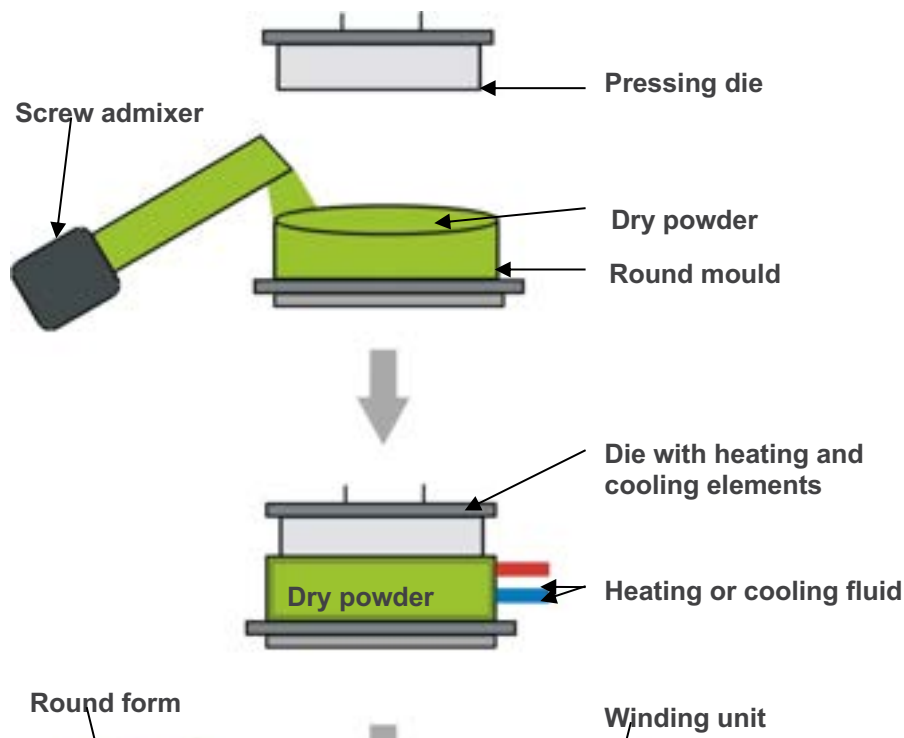 Pressing die
Screw admixer
Dry powder
Round mould
Die with heating and
cooling elements
Dry powder
Heating or cooling fluid
Round form
Winding unit